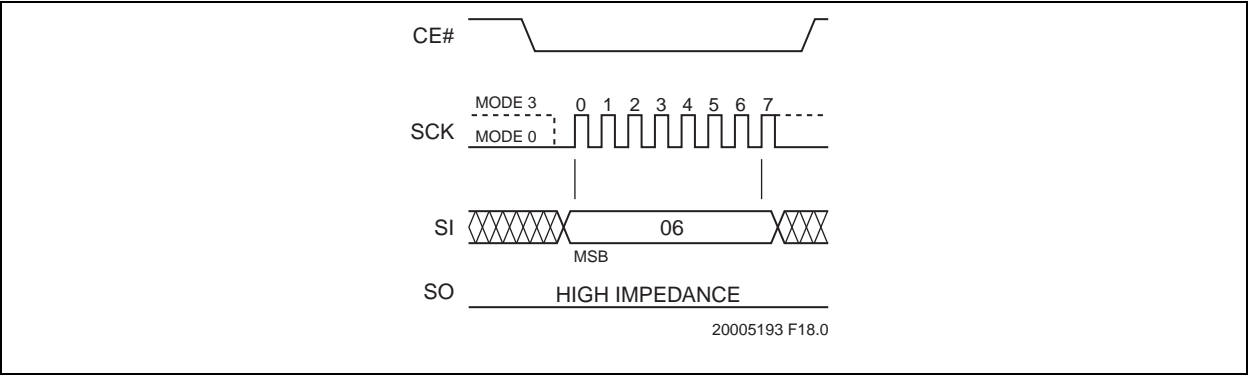 CE#
MODE 3
0 1 2 3 4 5 6 7
SCK
MODE 0
SI
06
MSB
SO
HIGH IMPEDANCE
20005193 F18.0